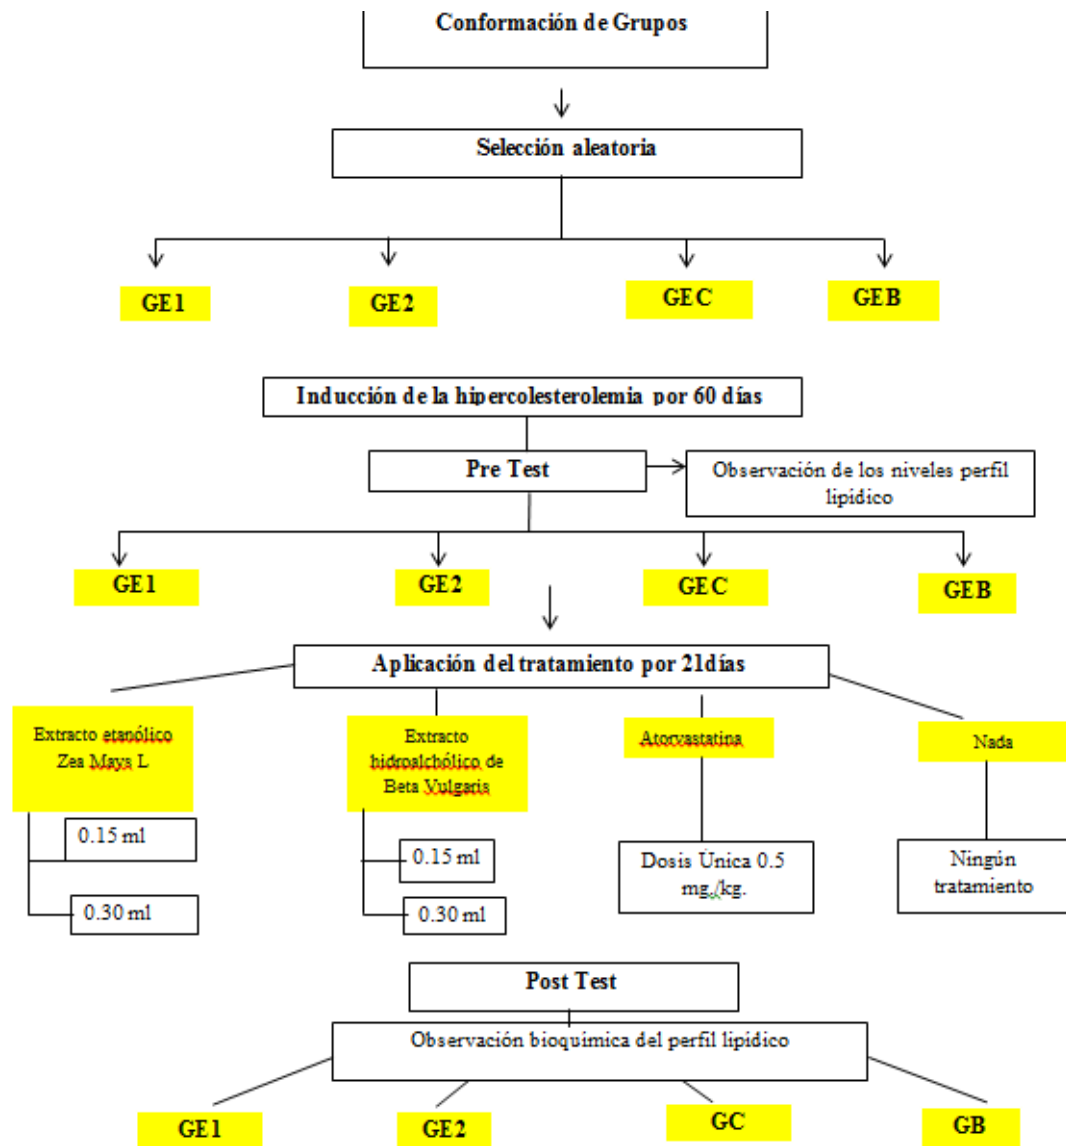 Conformación de Grupos
Selección aleatoria
GE1
GE2
GEC
GEB
Inducción de la hipercolesterolemia por 60 días
Pre Test
Observación de los niveles perfil
lipídico
GE1
GE2
GEC
GEB
Aplicación del tratamiento por 21días
Extracto etanólico
Zea Mays L
0.15 ml
0.30 ml
Extracto
hidroalchólico de
Beta Vulgaris
0.15 ml
0.30 ml
Atorvastatina
Dosis Única 0.5
mg,/kg.
Nada
Ningún
tratamiento
Post Test
Observación bioquímica del perfil lipídico
GE1
GE2
GC
GB